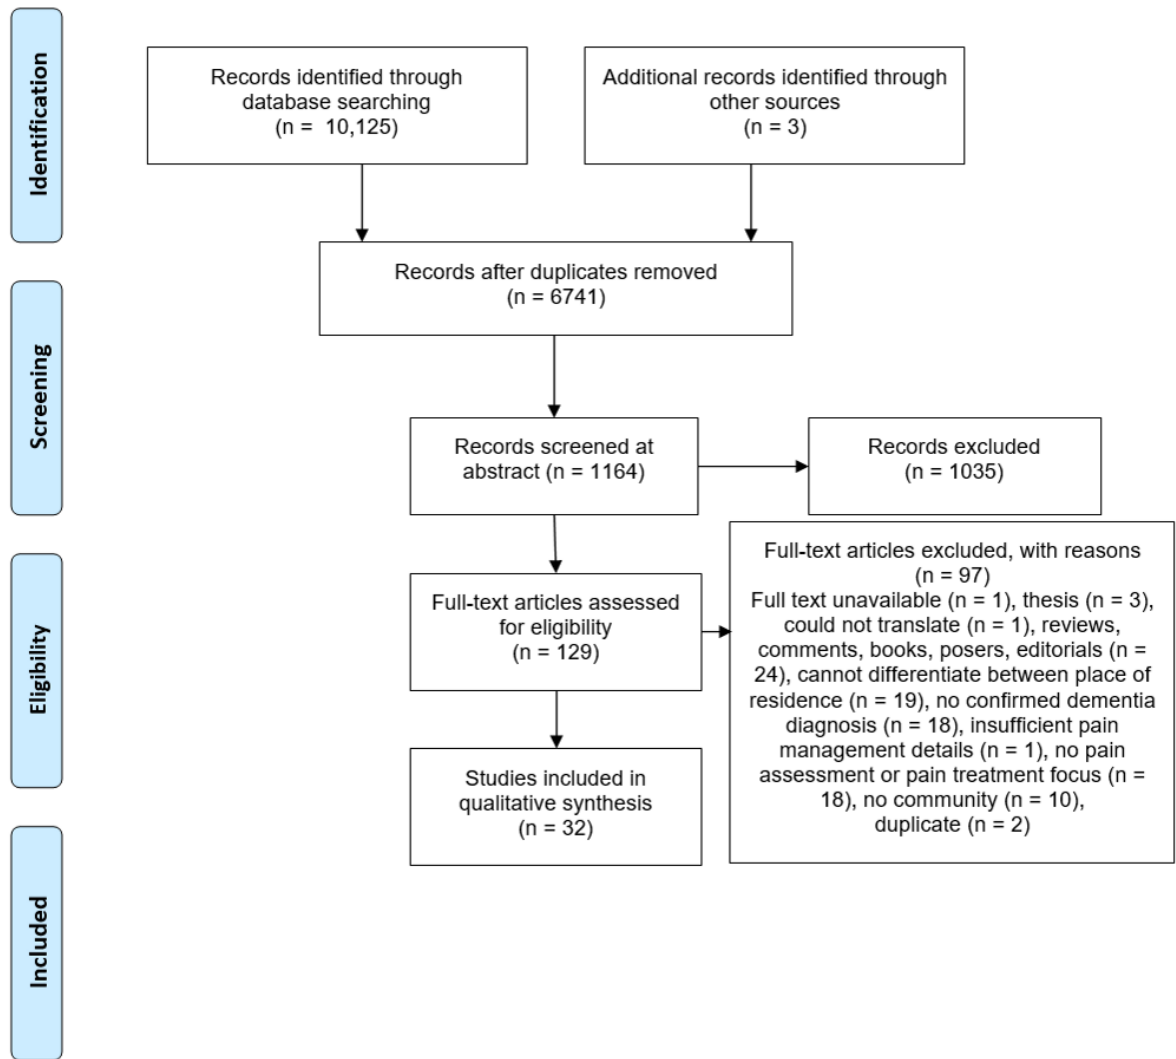 Identification
Records identified through
database searching
(n = 10,125)
Additional records identified through
other sources
(n = 3)
Records after duplicates removed
(n = 6741)
Screening
Records screened at
abstract (n = 1164)
Records excluded
(n = 1035)
Eligibility
Full-text articles assessed
for eligibility
(n = 129)
Full-text articles excluded, with reasons
(n = 97)
Full text unavailable (n = 1), thesis (n = 3),
could not translate (n = 1), reviews,
comments, books, posers, editorials (n =
24), cannot differentiate between place of
residence (n = 19), no confirmed dementia
diagnosis (n = 18), insufficient pain
management details (n = 1), no pain
assessment or pain treatment focus (n =
18), no community (n = 10),
duplicate (n = 2)
Studies included in
qualitative synthesis
(n = 32)
Included